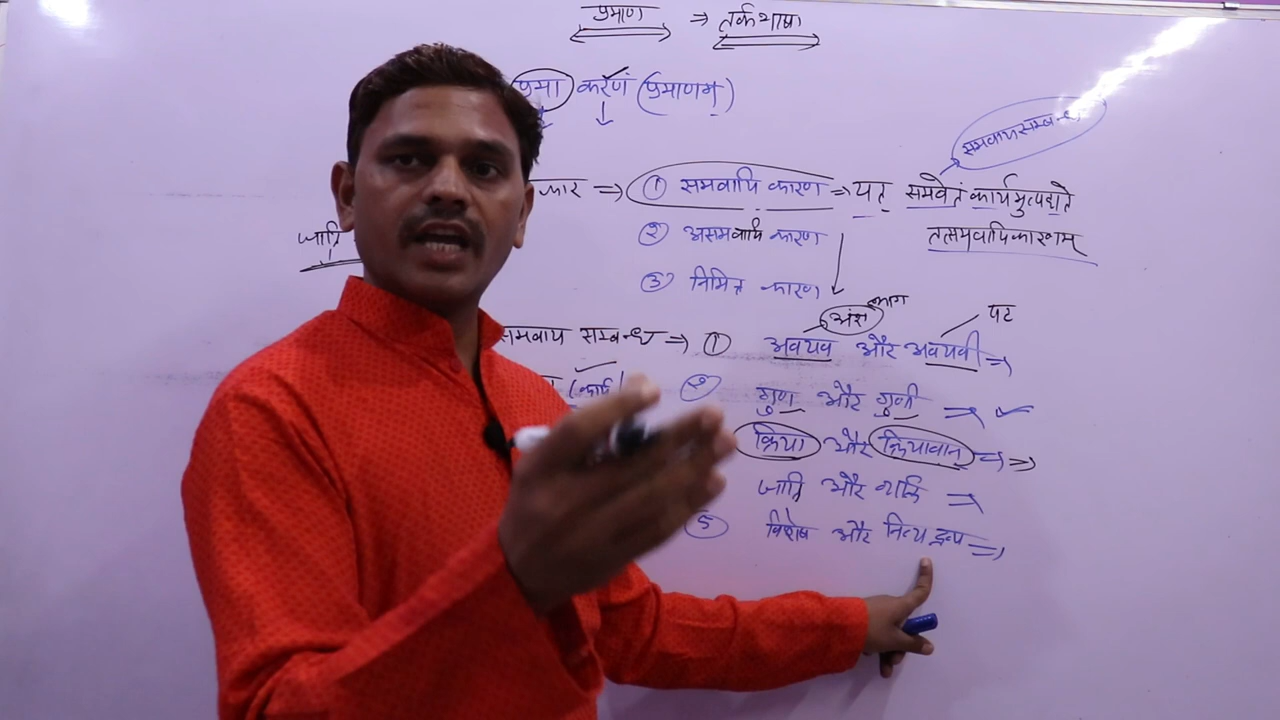 प्रमाण ⇒ तर्कभाषा
प्रमा करणं (प्रमाणम्)
समवायसम्बन्ध
कार ⇒ ① समवायि कारण ⇒ यत् समवेतं कार्यमुत्पद्यते
② असमवायि कारण तत्समवायिकारणम्
जाति
③ निमित्त कारण
अंश भाग पट
समवाय सम्बन्ध ⇒ ① अवयव और अवयवी ⇒
② गुण और गुणी ⇒ ✓
क्रिया और क्रियावान् ⇒ ⇒
जाति और व्यक्ति ⇒
५ विशेष और नित्य द्रव्य ⇒